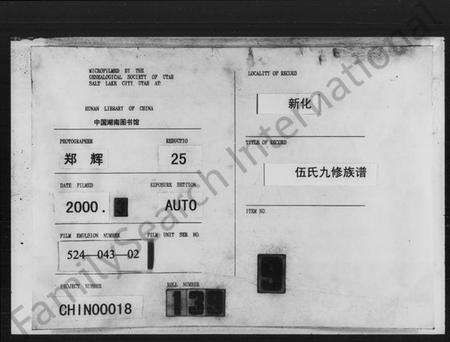 MICROFILMED BY THE
GENEALOGICAL SOCIETY OF UTAH
SALT LAKE CITY, UTAH AT
HUNAN LIBRARY OF CHINA
中国湖南图书馆
PHOTOGRAPHER REDUCTIO
郑辉 25
DATE FILMED EXPOSURE SETTION
2000. 9 AUTO
FILM EMULSION NUMBER FILM UNIT SER NO.
524—043—02
PROJECT NUMBER ROLL NUMBER
CHIN00018 139
LOCALITY OF RECORD
新化
TITLE OF RECORD
伍氏九修族谱
ITEM NO.
9
FamilySearch International